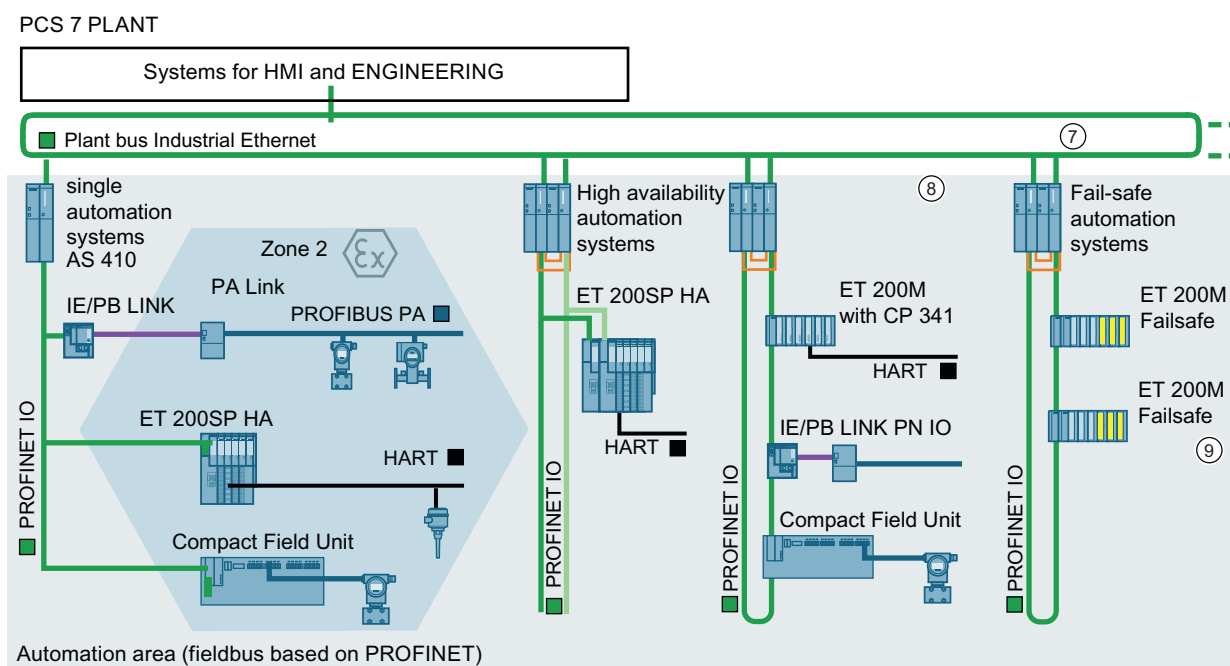 PCS 7 PLANT
Systems for HMI and ENGINEERING
Plant bus Industrial Ethernet
7
single
automation
systems
AS 410
Zone 2
Ex
High availability
automation
systems
8
Fail-safe
automation
systems
IE/PB LINK
PA Link
PROFIBUS PA
ET 200SP HA
HART
Compact Field Unit
PROFINET IO
ET 200SP HA
HART
PROFINET IO
ET 200M
with CP 341
HART
IE/PB LINK PN IO
Compact Field Unit
PROFINET IO
ET 200M
Failsafe
ET 200M
Failsafe
9
PROFINET IO
Automation area (fieldbus based on PROFINET)